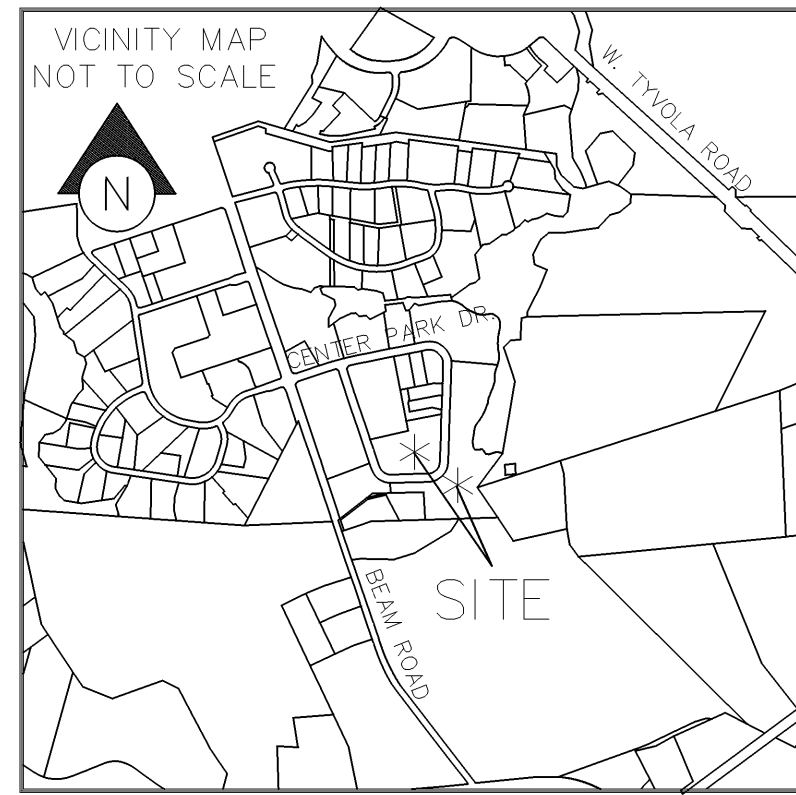 VICINITY MAP
NOT TO SCALE
N
W. TYVOLA ROAD
CENTER PARK DR.
SITE
BEAM ROAD